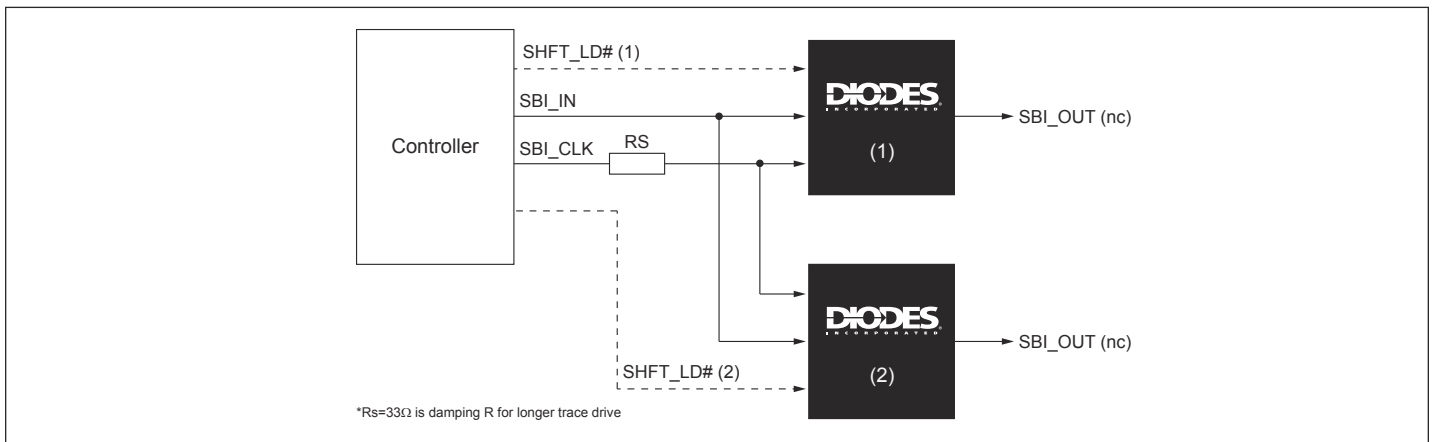 SHFT_LD# (1)
SBI_IN
SBI_CLK
RS
Controller
DIODES
INCORPORATED
(1)
SBI_OUT (nc)
DIODES
INCORPORATED
(2)
SBI_OUT (nc)
SHFT_LD# (2)
*Rs=33Ω is damping R for longer trace drive